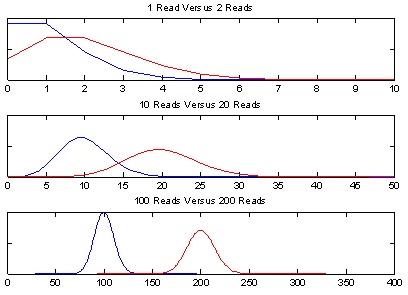 1 Read Versus 2 Reads
0 1 2 3 4 5 6 7 8 9 10
10 Reads Versus 20 Reads
0 5 10 15 20 25 30 35 40 45 50
100 Reads Versus 200 Reads
0 50 100 150 200 250 300 350 400